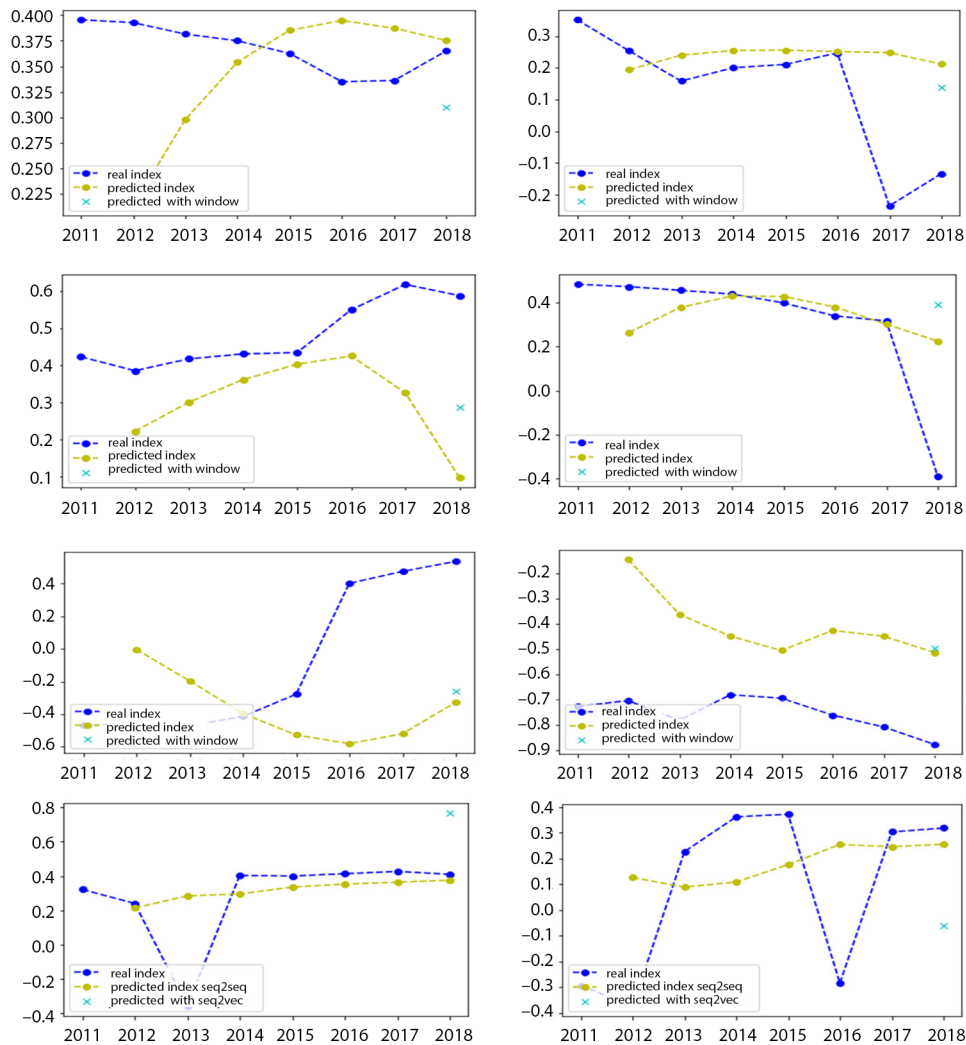 0.400
0.375
0.350
0.325
0.300
0.275
0.250
0.225
real index
predicted index
predicted with window
2011 2012 2013 2014 2015 2016 2017 2018
0.3
0.2
0.1
0.0
−0.1
−0.2
real index
predicted index
predicted with window
2011 2012 2013 2014 2015 2016 2017 2018
0.6
0.5
0.4
0.3
0.2
0.1
real index
predicted index
predicted with window
2011 2012 2013 2014 2015 2016 2017 2018
0.4
0.2
0.0
−0.2
−0.4
real index
predicted index
predicted with window
2011 2012 2013 2014 2015 2016 2017 2018
0.4
0.2
0.0
−0.2
−0.4
−0.6
real index
predicted index
predicted with window
2011 2012 2013 2014 2015 2016 2017 2018
−0.2
−0.3
−0.4
−0.5
−0.6
−0.7
−0.8
−0.9
real index
predicted index
predicted with window
2011 2012 2013 2014 2015 2016 2017 2018
0.8
0.6
0.4
0.2
0.0
−0.2
−0.4
real index
predicted index seq2seq
predicted with seq2vec
2011 2012 2013 2014 2015 2016 2017 2018
0.4
0.3
0.2
0.1
0.0
−0.1
−0.2
−0.3
−0.4
real index
predicted index seq2seq
predicted with seq2vec
2011 2012 2013 2014 2015 2016 2017 2018